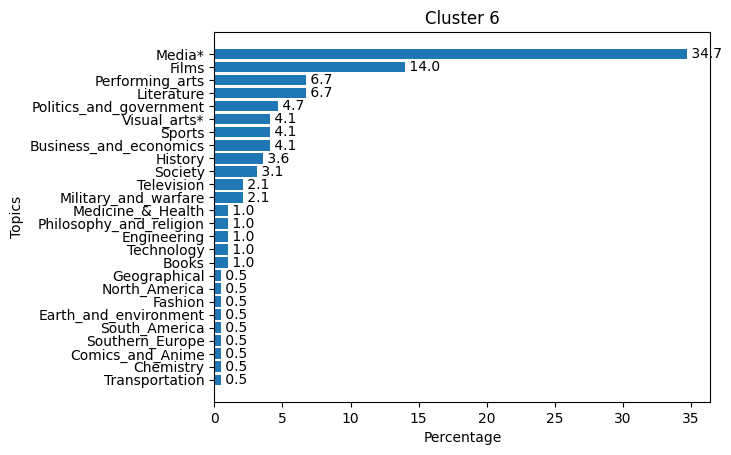 Cluster 6
Media* 34.7
Films 14.0
Performing_arts 6.7
Literature 6.7
Politics_and_government 4.7
Visual_arts* 4.1
Sports 4.1
Business_and_economics 4.1
History 3.6
Society 3.1
Television 2.1
Military_and_warfare 2.1
Medicine_&_Health 1.0
Philosophy_and_religion 1.0
Engineering 1.0
Technology 1.0
Books 1.0
Geographical 0.5
North_America 0.5
Fashion 0.5
Earth_and_environment 0.5
South_America 0.5
Southern_Europe 0.5
Comics_and_Anime 0.5
Chemistry 0.5
Transportation 0.5
Topics
0 5 10 15 20 25 30 35
Percentage